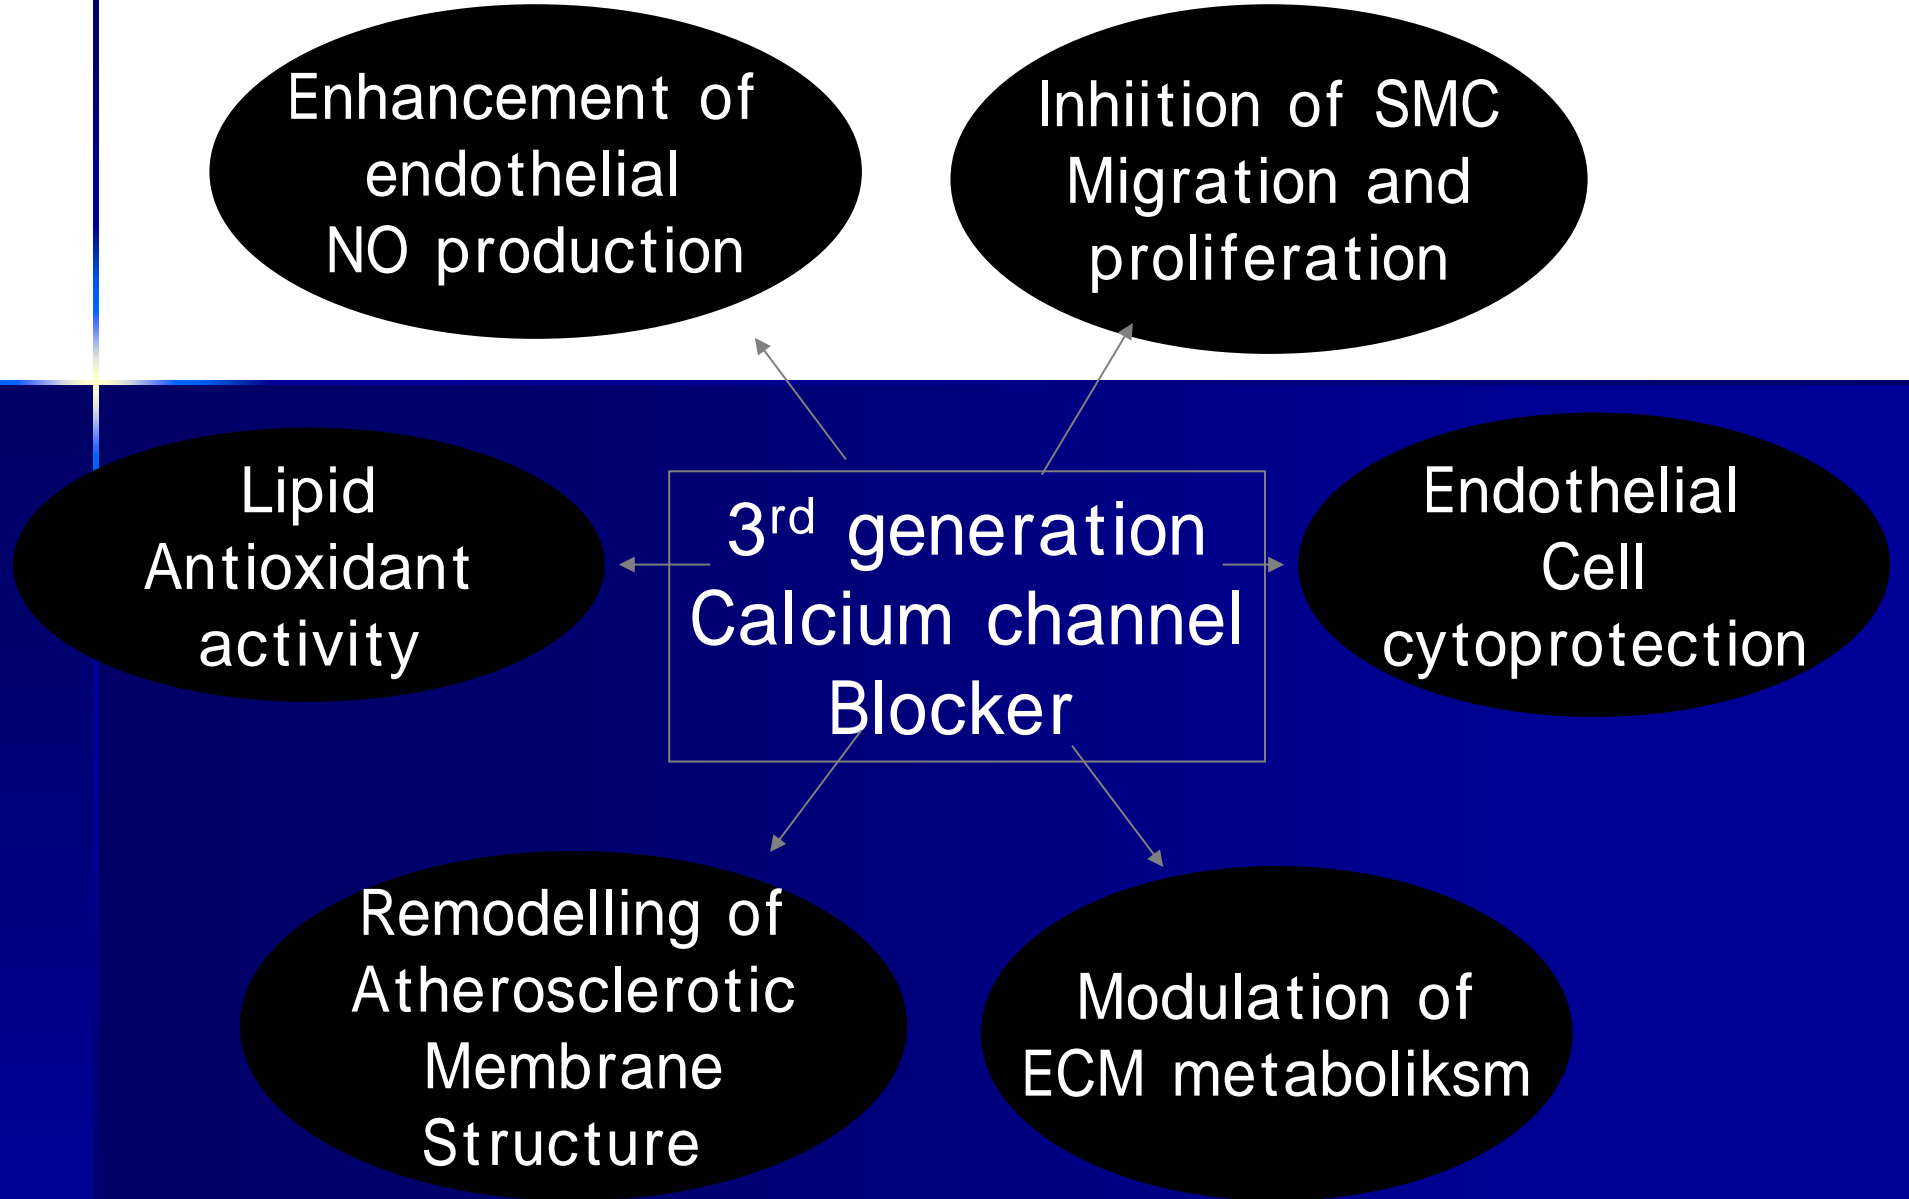 Enhancement of
endothelial
NO production
Inhiition of SMC
Migration and
proliferation
Lipid
Antioxidant
activity
3rd generation
Calcium channel
Blocker
Endothelial
Cell
cytoprotection
Remodelling of
Atherosclerotic
Membrane
Structure
Modulation of
ECM metaboliksm